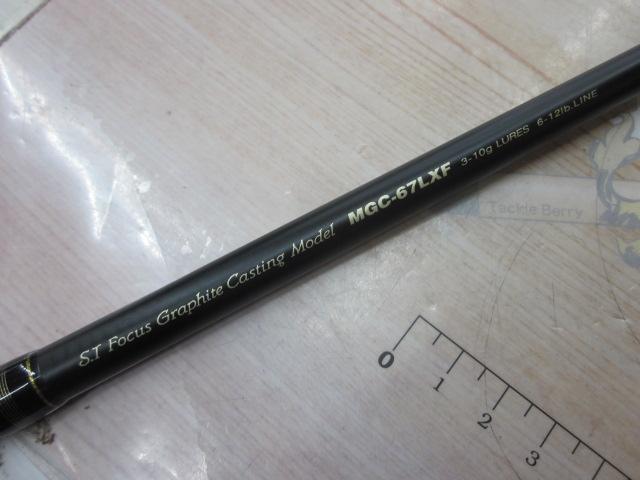 S.T Focus Graphite Casting Model MGC-67LXF 3-10g LURES 6-12lb.LINE
Tackle Berry
0 1 2 3